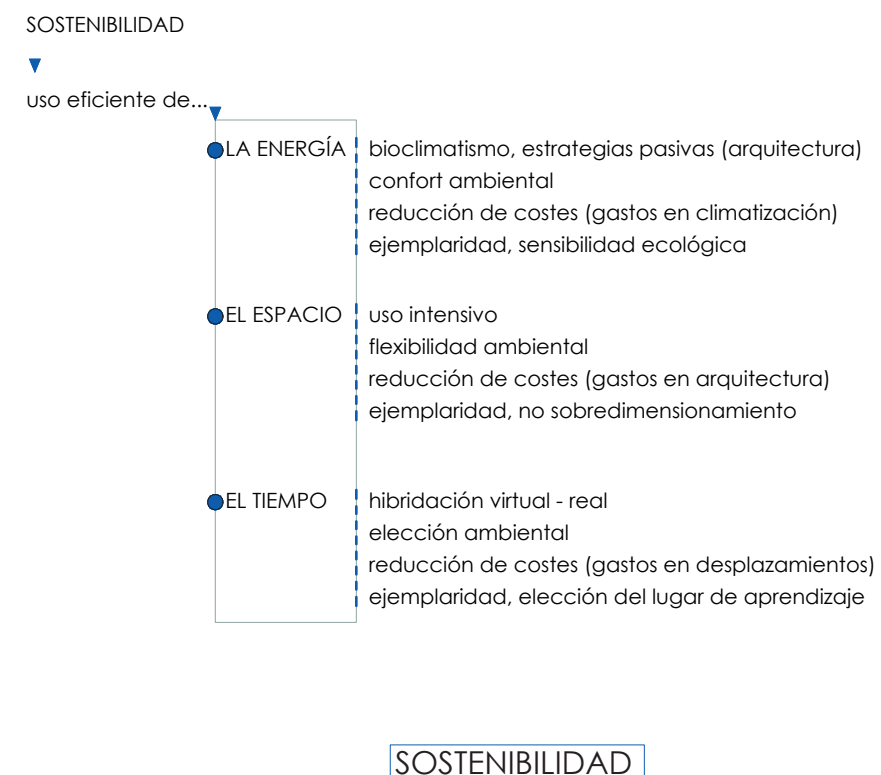 SOSTENIBILIDAD
uso eficiente de...
LA ENERGÍA bioclimatismo, estrategias pasivas (arquitectura)
confort ambiental
reducción de costes (gastos en climatización)
ejemplaridad, sensibilidad ecológica
EL ESPACIO uso intensivo
flexibilidad ambiental
reducción de costes (gastos en arquitectura)
ejemplaridad, no sobredimensionamiento
EL TIEMPO hibridación virtual - real
elección ambiental
reducción de costes (gastos en desplazamientos)
ejemplaridad, elección del lugar de aprendizaje
SOSTENIBILIDAD